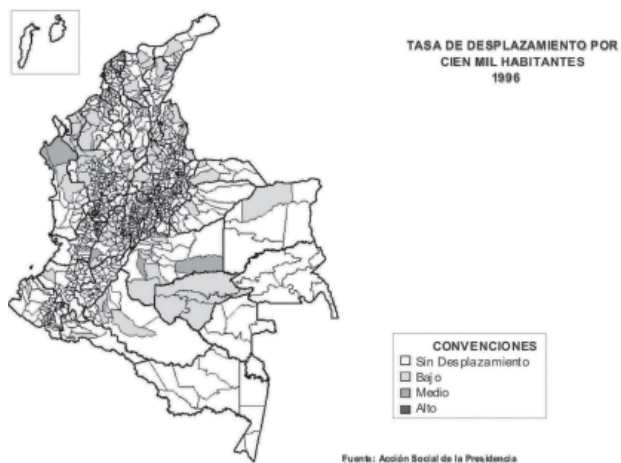 TASA DE DESPLAZAMIENTO POR
CIEN MIL HABITANTES
1996
CONVENCIONES
Sin Desplazamiento
Bajo
Medio
Alto
Fuente: Acción Social de la Presidencia